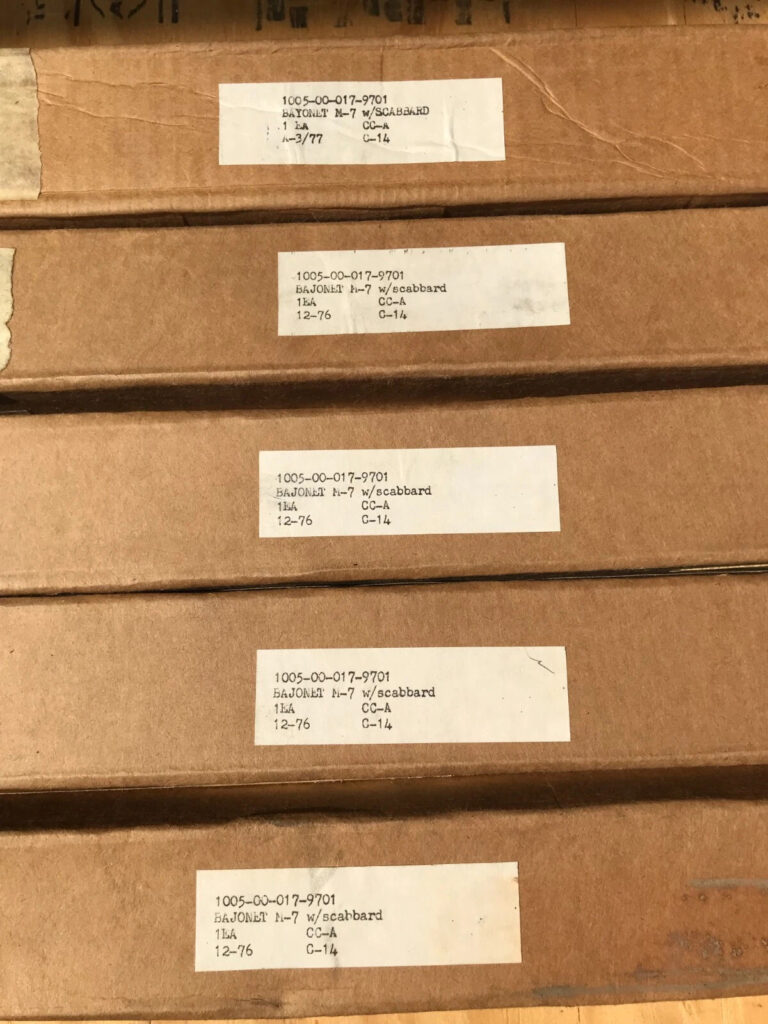 1005-00-017-9701
BAYONET M-7 w/SCABBARD
1 EA CC-A
A-3/77 C-14
1005-00-017-9701
BAJONET M-7 w/scabbard
1EA CC-A
12-76 C-14
1005-00-017-9701
BAJONET M-7 w/scabbard
1EA CC-A
12-76 C-14
1005-00-017-9701
BAJONET M-7 w/scabbard
1EA CC-A
12-76 C-14
1005-00-017-9701
BAJONET M-7 w/scabbard
1EA CC-A
12-76 C-14